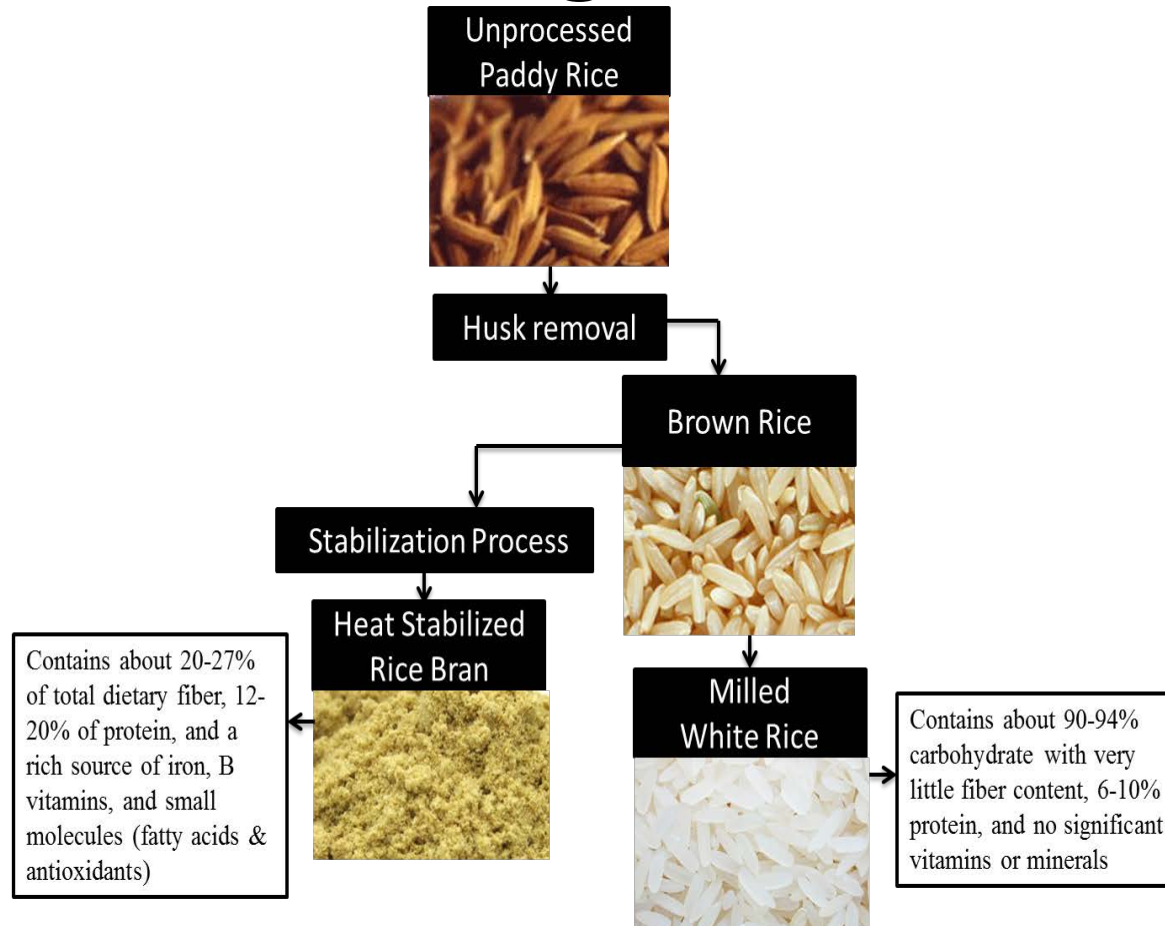 Unprocessed
Paddy Rice
Husk removal
Brown Rice
Stabilization Process
Heat Stabilized
Rice Bran
Contains about 20-27%
of total dietary fiber, 12-
20% of protein, and a
rich source of iron, B
vitamins, and small
molecules (fatty acids &
antioxidants)
Milled
White Rice
Contains about 90-94%
carbohydrate with very
little fiber content, 6-10%
protein, and no significant
vitamins or minerals